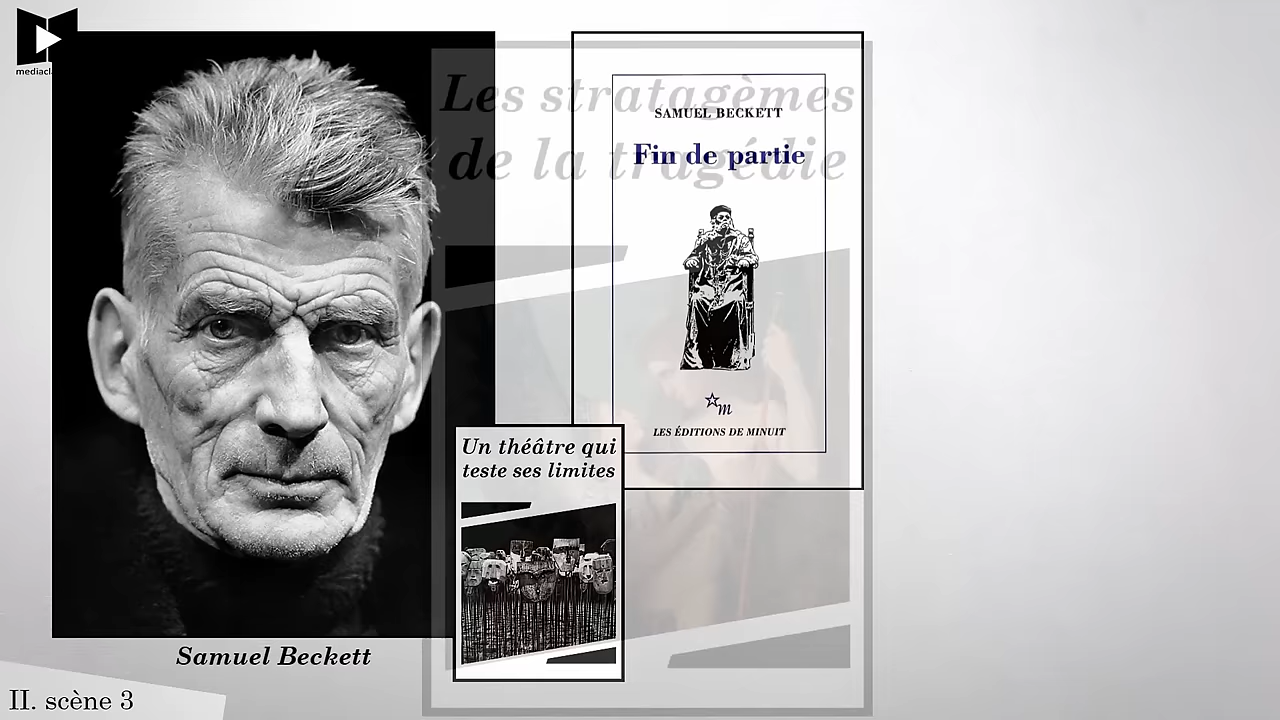 mediacla
Les stratagèmes
de la tragédie
SAMUEL BECKETT
Fin de partie
m
LES ÉDITIONS DE MINUIT
Un théâtre qui
teste ses limites
Samuel Beckett
II. scène 3